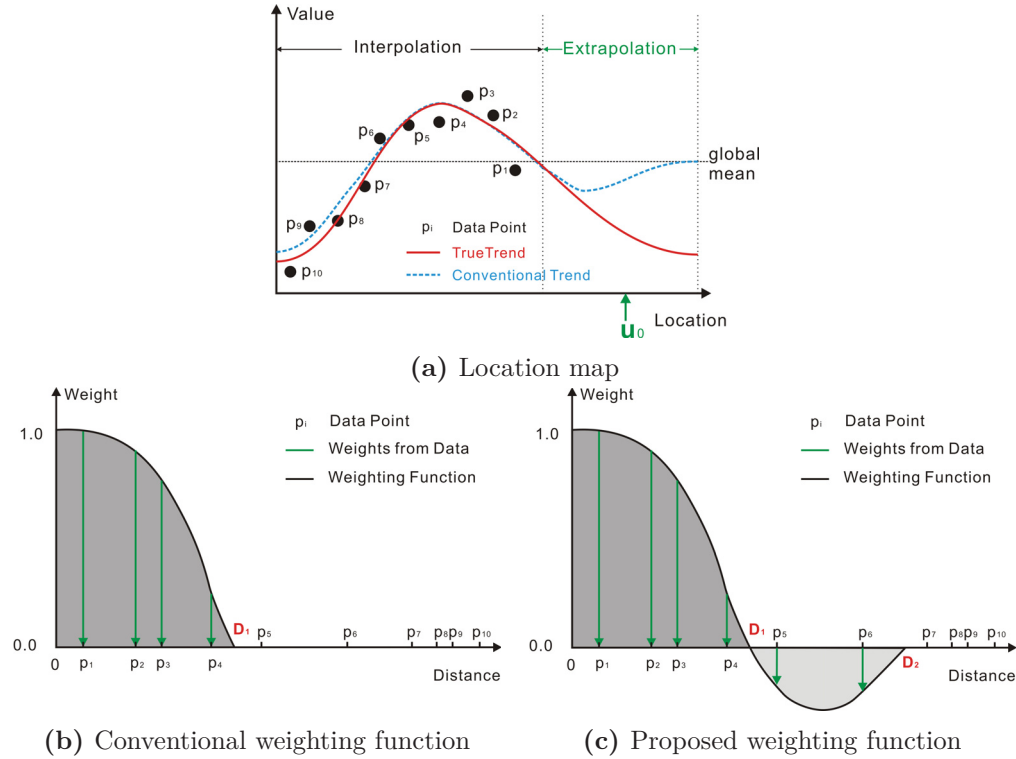 Value
Interpolation
Extrapolation
p3
p2
p6
p5
p4
p1
global
mean
p7
p9
p8
p10
pi Data Point
TrueTrend
Conventional Trend
u0
Location
(a) Location map
Weight
1.0
pi Data Point
Weights from Data
Weighting Function
0.0
D1
p5 p6 p7 p8 p9 p10
0 p1 p2 p3 p4
Distance
(b) Conventional weighting function
Weight
1.0
pi Data Point
Weights from Data
Weighting Function
0.0
D1 p5 p6 p7 p8 p9 p10
0 p1 p2 p3 p4
D2
Distance
(c) Proposed weighting function